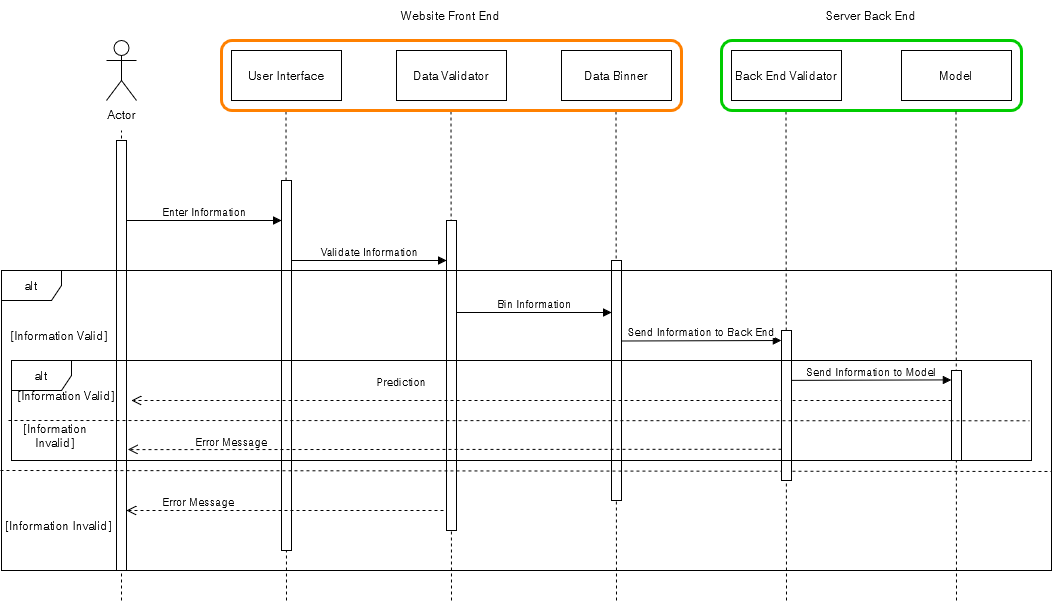 Website Front End
Server Back End
User Interface
Data Validator
Data Binner
Back End Validator
Model
Actor
Enter Information
Validate Information
alt
Bin Information
[Information Valid]
Send Information to Back End
alt
Send Information to Model
Prediction
[Information Valid]
[Information
Invalid]
Error Message
Error Message
[Information Invalid]